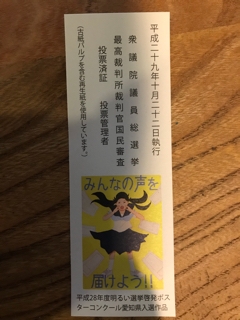 平成二十九年十月二十二日執行
衆議院議員総選挙
最高裁判所裁判官国民審査
投票済証　投票管理者
(古紙パルプを含む再生紙を使用しています。)
みんなの声を
届けよう!!
平成28年度明るい選挙啓発ポス
ターコンクール愛知県入選作品